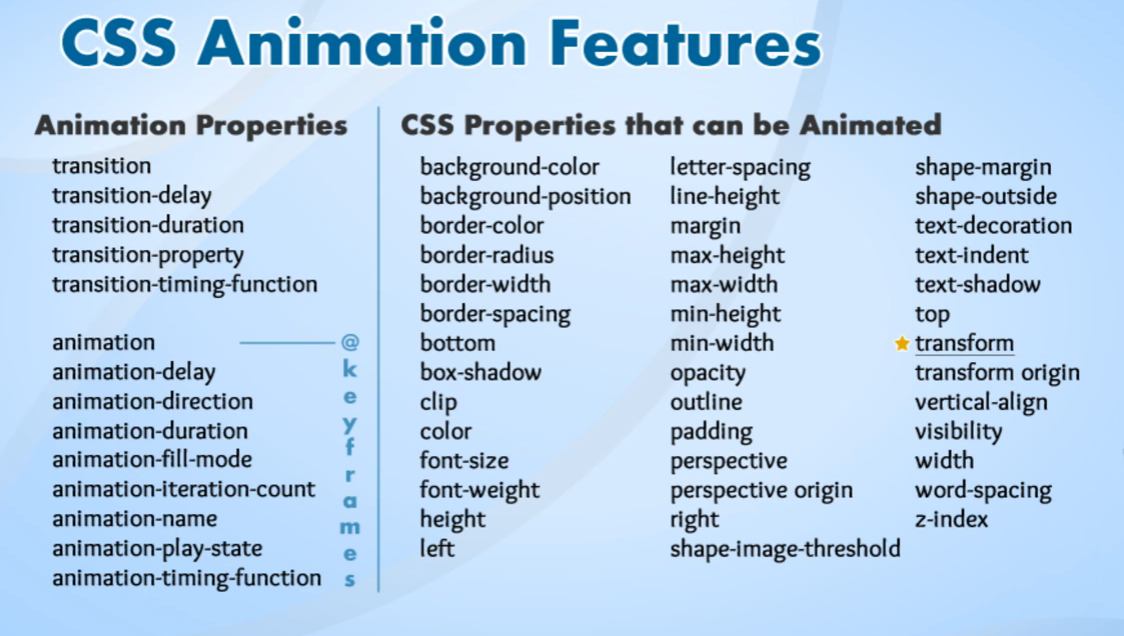 CSS Animation Features
Animation Properties
transition
transition-delay
transition-duration
transition-property
transition-timing-function
animation
animation-delay
animation-direction
animation-duration
animation-fill-mode
animation-iteration-count
animation-name
animation-play-state
animation-timing-function
@keyframes
CSS Properties that can be Animated
background-color
background-position
border-color
border-radius
border-width
border-spacing
bottom
box-shadow
clip
color
font-size
font-weight
height
left
letter-spacing
line-height
margin
max-height
max-width
min-height
min-width
opacity
outline
padding
perspective
perspective origin
right
shape-image-threshold
shape-margin
shape-outside
text-decoration
text-indent
text-shadow
top
transform
transform origin
vertical-align
visibility
width
word-spacing
z-index